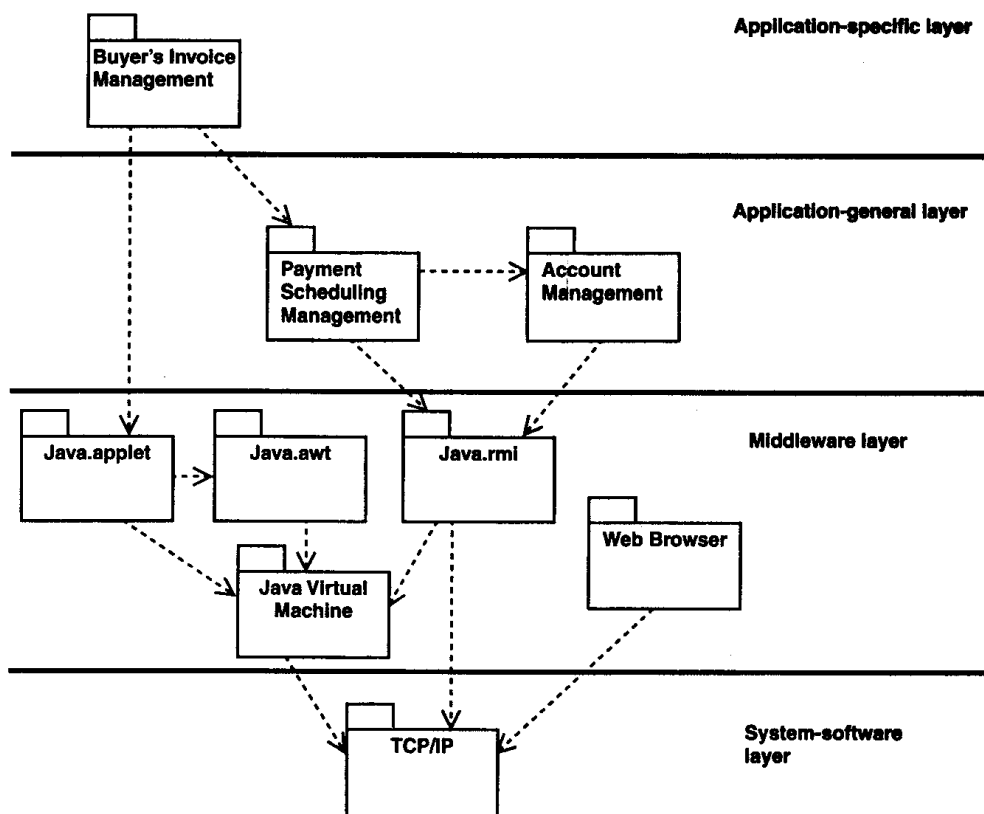 Application-specific layer
Buyer's Invoice
Management
Application-general layer
Payment
Scheduling
Management
Account
Management
Middleware layer
Java.applet
Java.awt
Java.rmi
Web Browser
Java Virtual
Machine
System-software
layer
TCP/IP